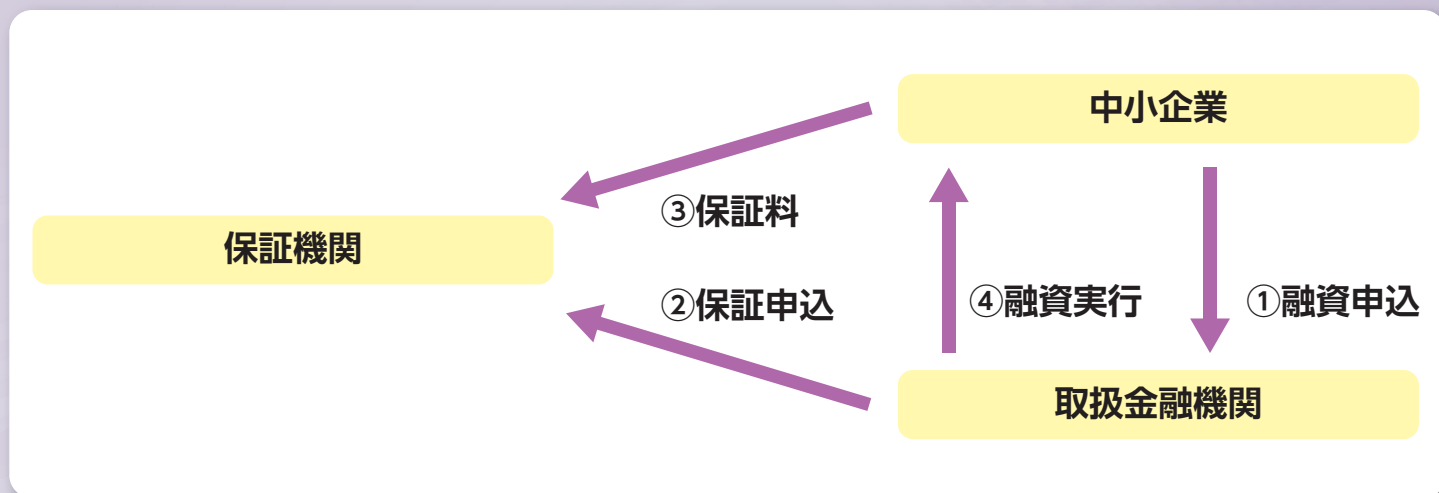 中小企業
③保証料
保証機関
②保証申込
④融資実行
①融資申込
取扱金融機関